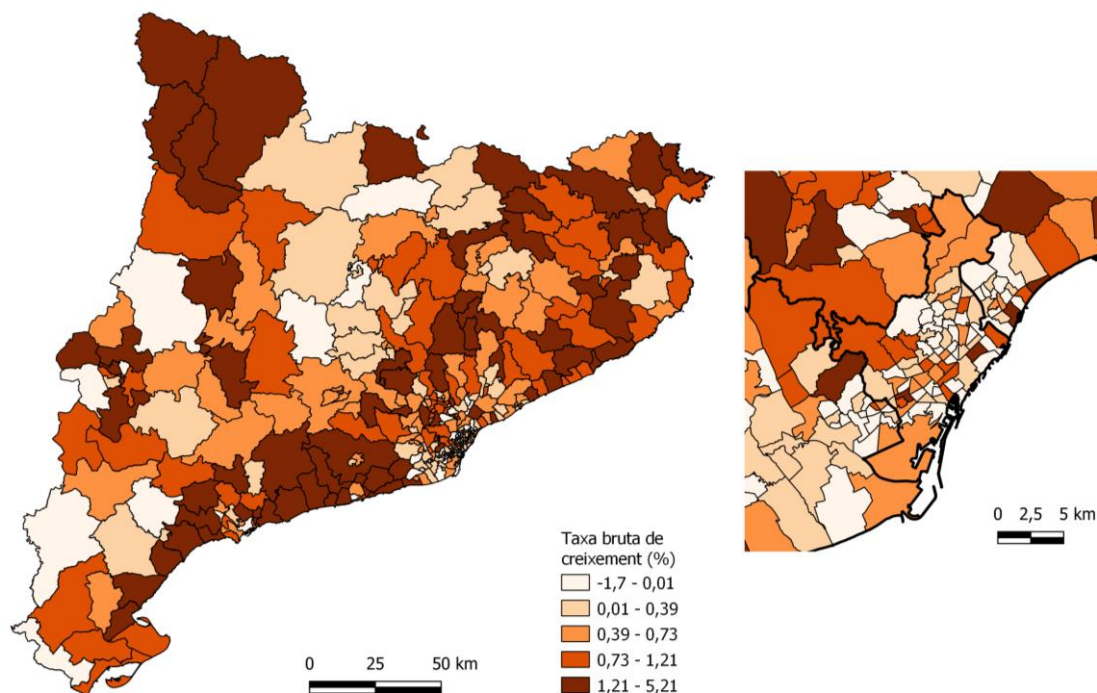 Taxa bruta de
creixement (%)
-1,7 - 0,01
0,01 - 0,39
0,39 - 0,73
0,73 - 1,21
1,21 - 5,21
0 25 50 km
0 2,5 5 km